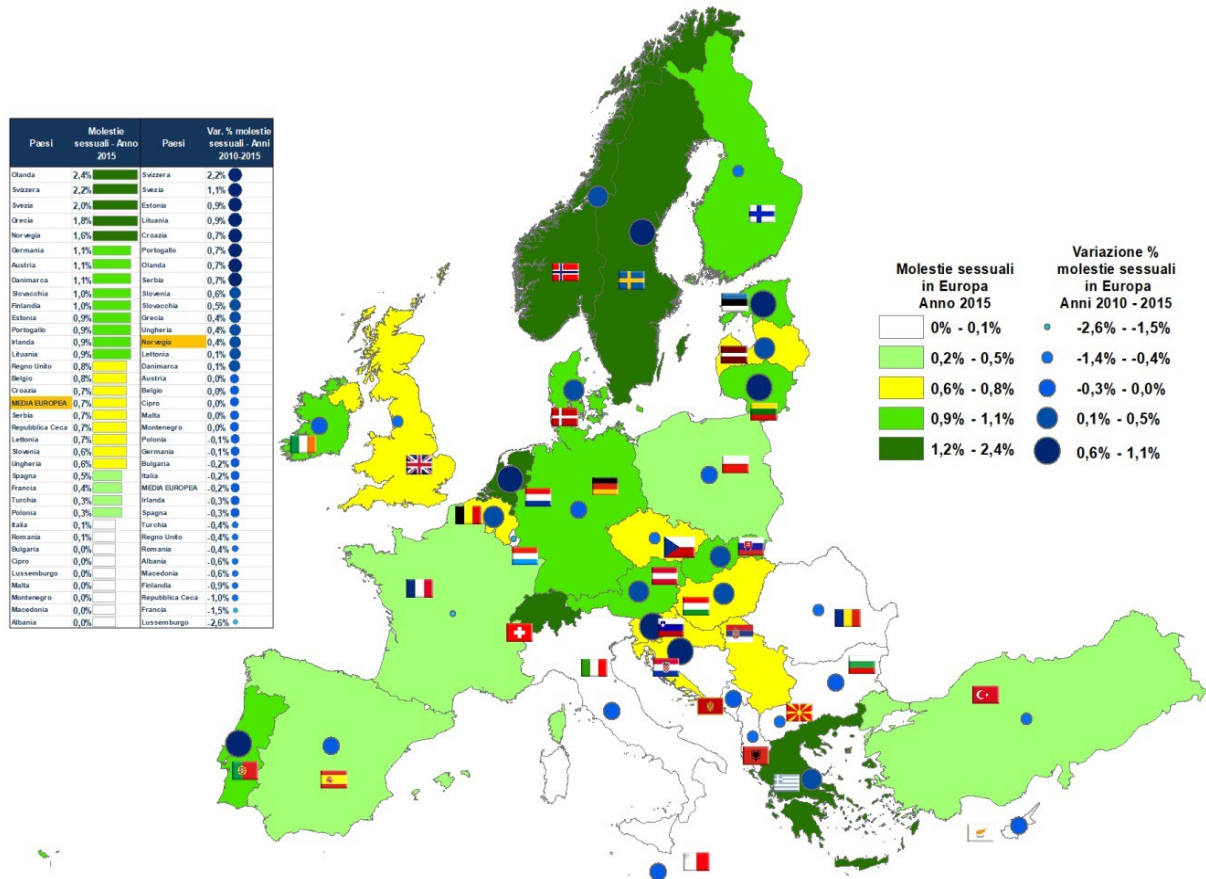 Paesi Molestie sessuali - Anno 2015 Paesi Var. % molestie sessuali - Anni 2010-2015
Olanda 2,4% Svizzera 2,2%
Svizzera 2,2% Svezia 1,1%
Svezia 2,0% Estonia 0,9%
Grecia 1,8% Lituania 0,9%
Norvegia 1,6% Croazia 0,7%
Germania 1,1% Portogallo 0,7%
Austria 1,1% Olanda 0,7%
Danimarca 1,1% Serbia 0,7%
Slovacchia 1,0% Slovenia 0,6%
Finlandia 1,0% Slovacchia 0,5%
Estonia 0,9% Grecia 0,4%
Portogallo 0,9% Ungheria 0,4%
Irlanda 0,9% Norvegia 0,4%
Lituania 0,9% Lettonia 0,1%
Regno Unito 0,8% Danimarca 0,1%
Belgio 0,8% Austria 0,0%
Croazia 0,7% Belgio 0,0%
MEDIA EUROPEA 0,7% Cipro 0,0%
Serbia 0,7% Malta 0,0%
Repubblica Ceca 0,7% Montenegro 0,0%
Lettonia 0,7% Polonia -0,1%
Slovenia 0,6% Germania -0,1%
Ungheria 0,6% Bulgaria -0,2%
Spagna 0,5% Italia -0,2%
Francia 0,4% MEDIA EUROPEA -0,2%
Turchia 0,3% Irlanda -0,3%
Polonia 0,3% Spagna -0,3%
Italia 0,1% Turchia -0,4%
Romania 0,1% Regno Unito -0,4%
Bulgaria 0,0% Romania -0,4%
Cipro 0,0% Albania -0,6%
Lussemburgo 0,0% Macedonia -0,6%
Malta 0,0% Finlandia -0,9%
Montenegro 0,0% Repubblica Ceca -1,0%
Macedonia 0,0% Francia -1,5%
Albania 0,0% Lussemburgo -2,6%
Molestie sessuali
in Europa
Anno 2015
0% - 0,1%
0,2% - 0,5%
0,6% - 0,8%
0,9% - 1,1%
1,2% - 2,4%
Variazione %
molestie sessuali
in Europa
Anni 2010 - 2015
-2,6% - -1,5%
-1,4% - -0,4%
-0,3% - 0,0%
0,1% - 0,5%
0,6% - 1,1%